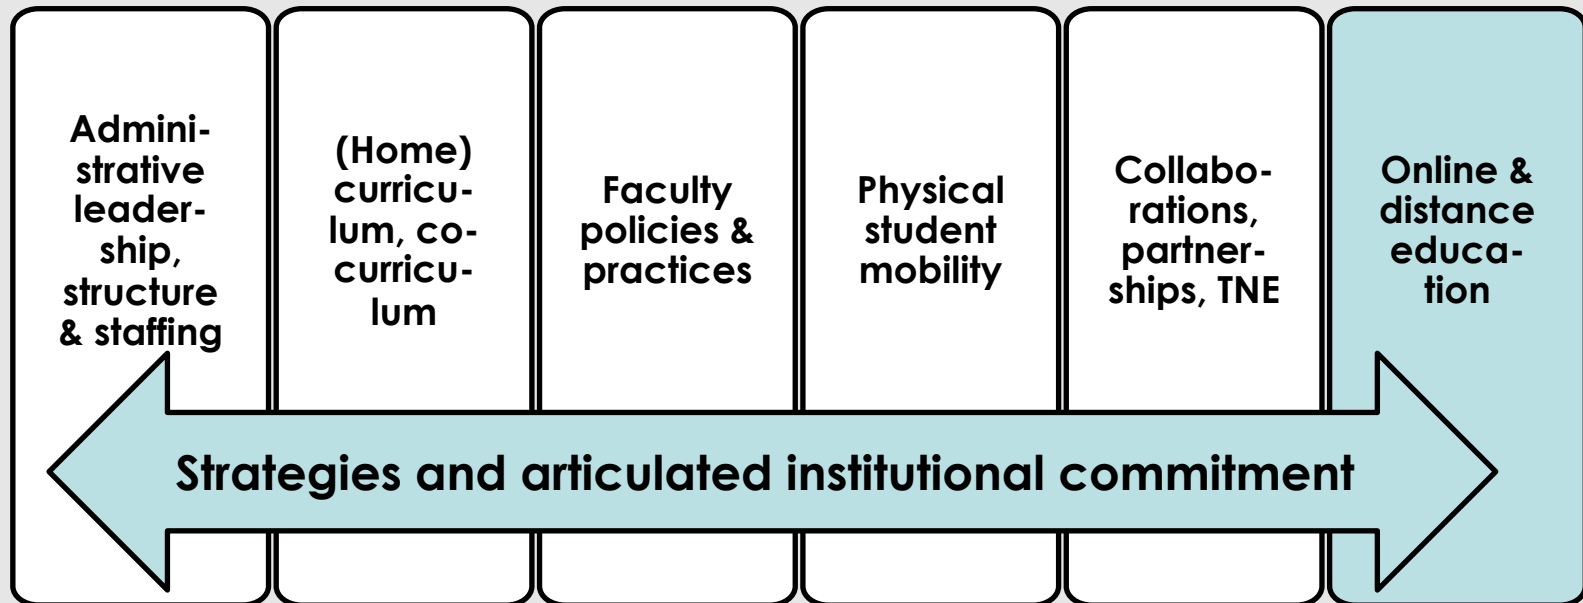 Admini-
strative
leader-
ship,
structure
& staffing
(Home)
curricu-
lum, co-
curricu-
lum
Faculty
policies &
practices
Physical
student
mobility
Collabo-
rations,
partner-
ships, TNE
Online &
distance
educa-
tion
Strategies and articulated institutional commitment